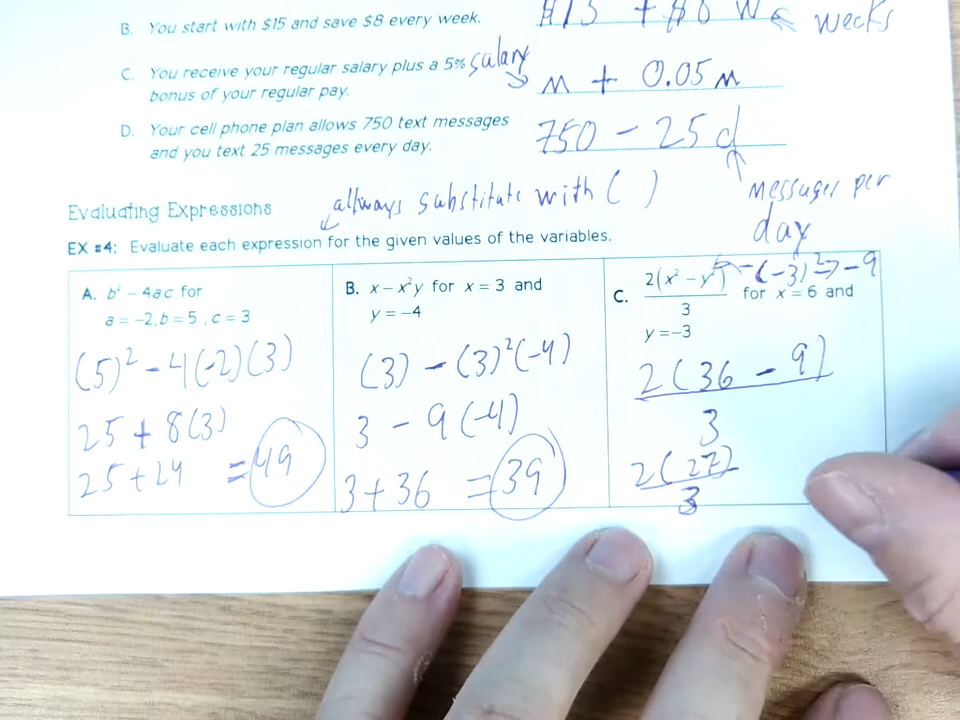 B. You start with $15 and save $8 every week.
$15 + $8 w weeks
C. You receive your regular salary plus a 5% salary
bonus of your regular pay.
m + 0.05 m
D. Your cell phone plan allows 750 text messages
and you text 25 messages every day.
750 - 25 d
messages per
day
Evaluating Expressions
allways substitute with ( )
EX #4: Evaluate each expression for the given values of the variables.
A. b² - 4ac for
a = -2, b = 5, c = 3
(5)² - 4(-2)(3)
25 + 8(3)
25 + 24 = 49
B. x - x²y for x = 3 and
y = -4
(3) - (3)²(-4)
3 - 9(-4)
3 + 36 = 39
-(-3)² → -9
C. 2(x² - y²)
3
for x = 6 and
y = -3
2(36 - 9)
3
2(27)
3